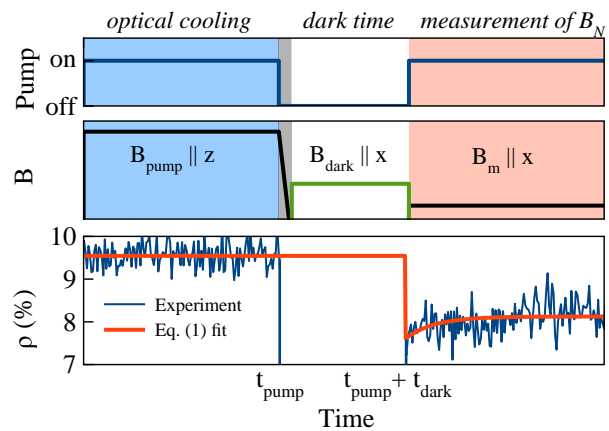 optical cooling dark time measurement of B_N
Pump
on
off
B
B_pump || z B_dark || x B_m || x
ρ (%)
10
9
8
7
Experiment
Eq. (1) fit
t_pump t_pump + t_dark
Time